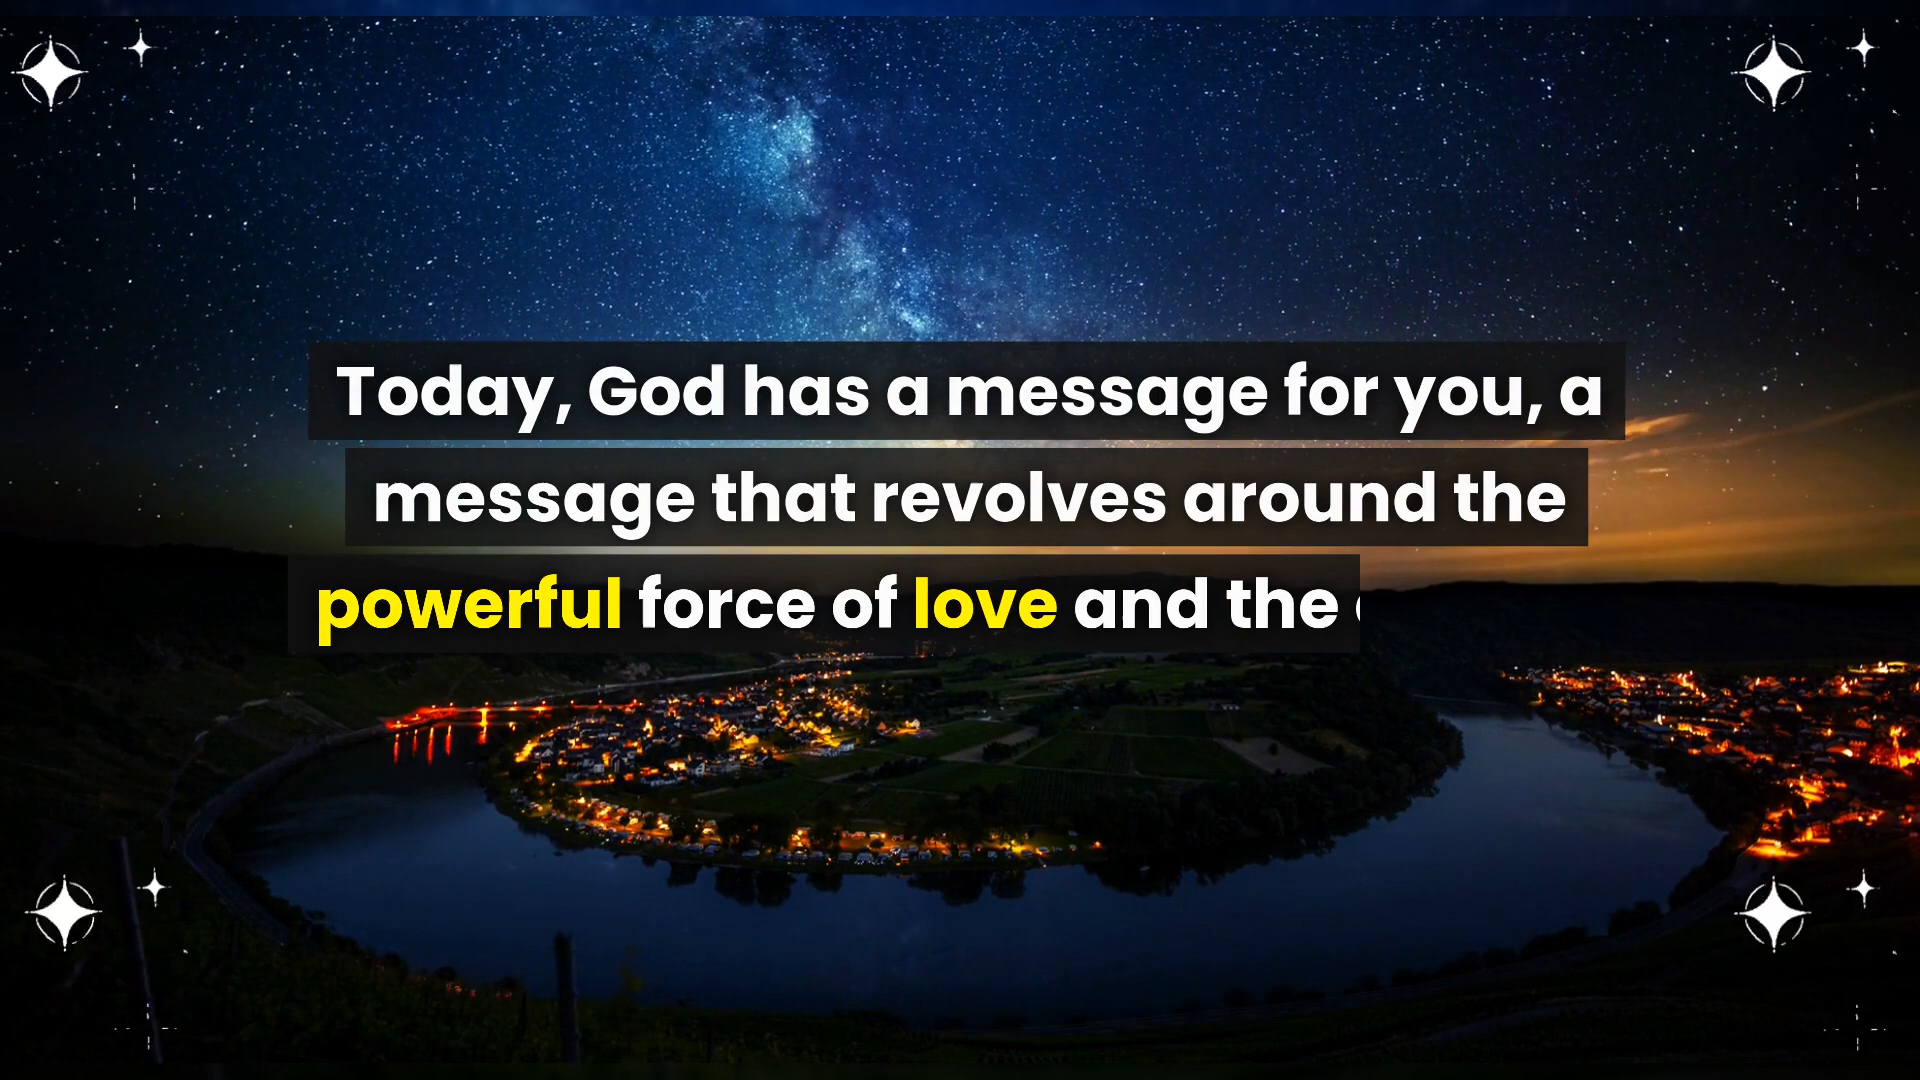 Today, God has a message for you, a
message that revolves around the
powerful force of love and the